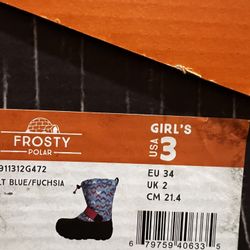 FROSTY
POLAR
911312G472
LT BLUE/FUCHSIA
GIRL'S
USA 3
EU 34
UK 2
CM 21.4
79759 40633 5